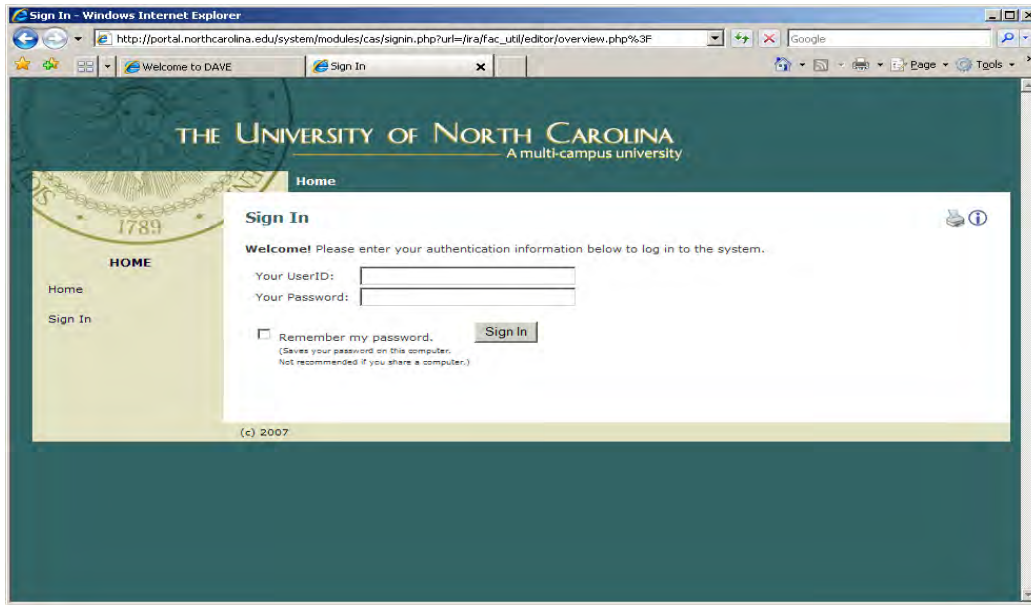 Sign In - Windows Internet Explorer
http://portal.northcarolina.edu/system/modules/cas/signin.php?url=/ira/fac_util/editor/overview.php%3F
Google
Welcome to DAVE
Sign In
Page
Tools
THE UNIVERSITY OF NORTH CAROLINA
A multi-campus university
Home
1789
Sign In
Welcome! Please enter your authentication information below to log in to the system.
HOME
Your UserID:
Home
Your Password:
Sign In
Remember my password.
Sign In
(Saves your password on this computer.
Not recommended if you share a computer.)
(c) 2007